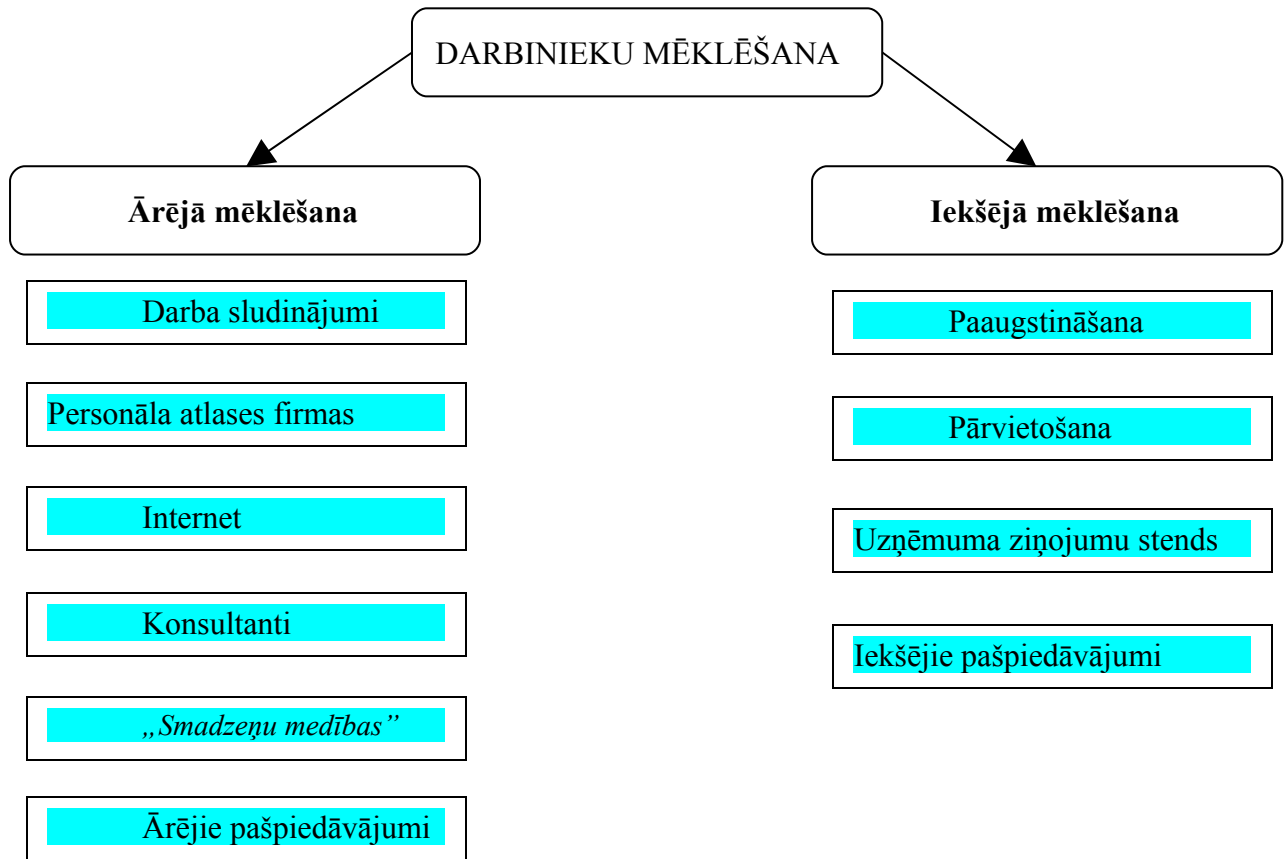 DARBINIEKU MĒKLĒŠANA
Ārējā mēklēšana
Darba sludinājumi
Personāla atlases firmas
Internet
Konsultanti
„Smadzeņu medības”
Ārējie pašpiedāvājumi
Iekšējā mēklēšana
Paaugstināšana
Pārvietošana
Uzņēmuma ziņojumu stends
Iekšējie pašpiedāvājumi